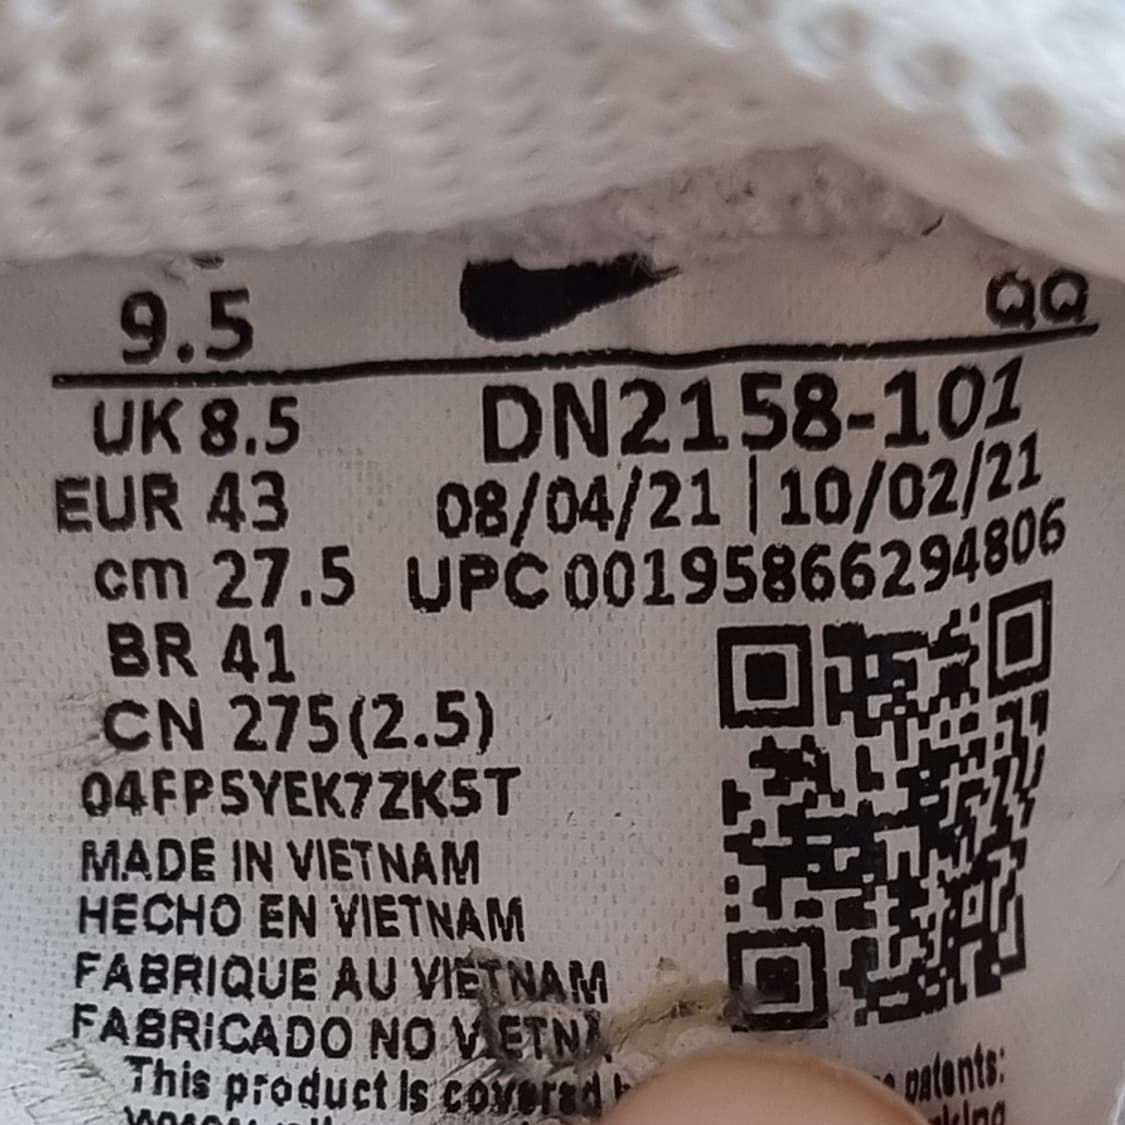 9.5 QQ
UK 8.5 DN2158-101
EUR 43 08/04/21 | 10/02/21
cm 27.5 UPC 00195866294806
BR 41
CN 275(2.5)
04FP5YEK7ZK5T
MADE IN VIETNAM
HECHO EN VIETNAM
FABRIQUE AU VIETNAM
FABRICADO NO VIETNA
This product is covered patents: